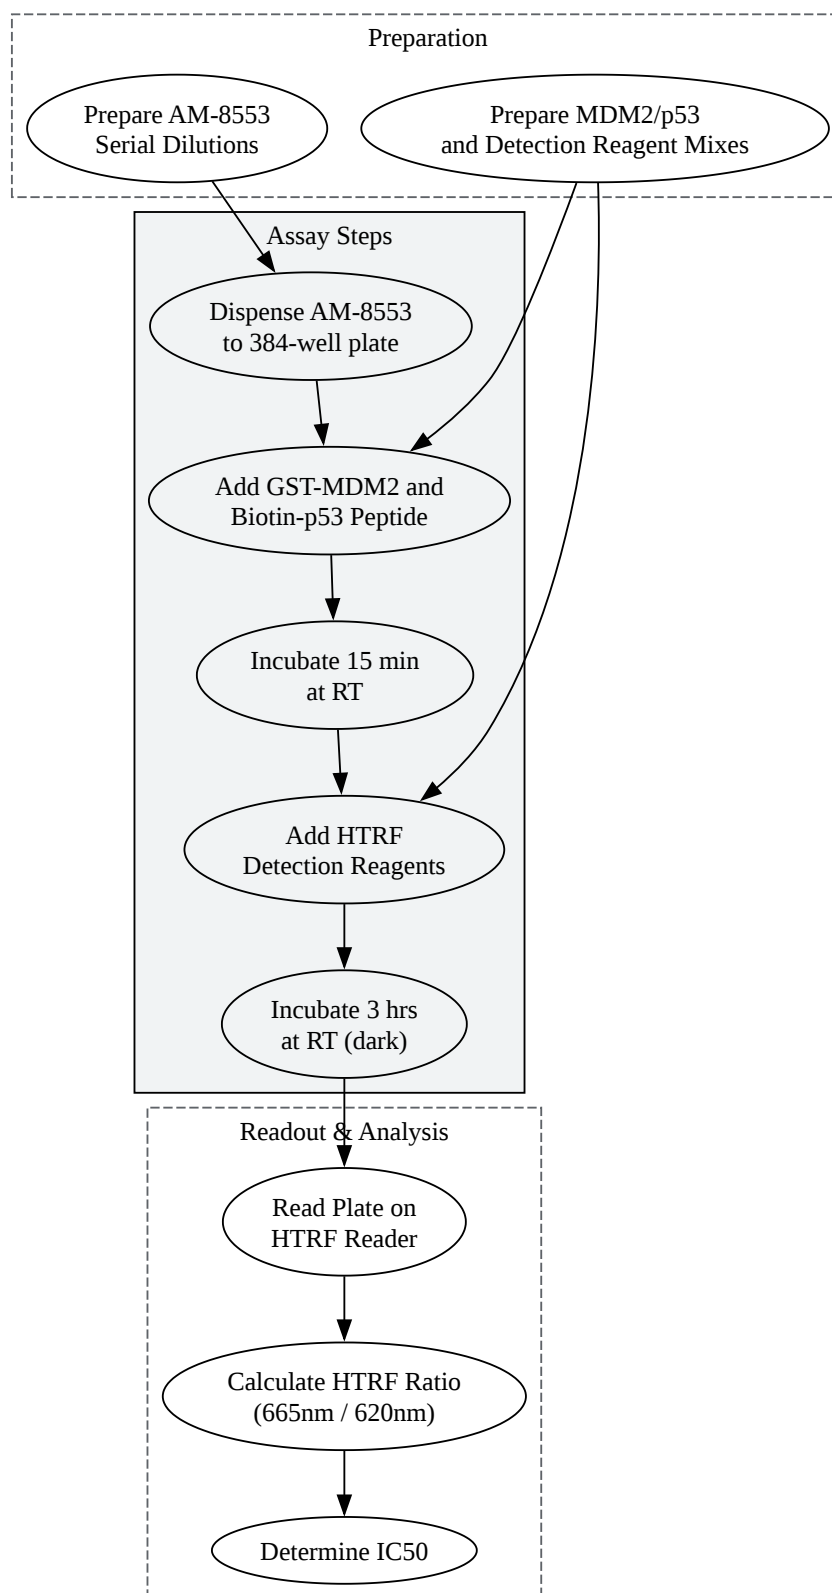 Preparation
Prepare AM-8553
Serial Dilutions
Prepare MDM2/p53
and Detection Reagent Mixes
Assay Steps
Dispense AM-8553
to 384-well plate
Add GST-MDM2 and
Biotin-p53 Peptide
Incubate 15 min
at RT
Add HTRF
Detection Reagents
Incubate 3 hrs
at RT (dark)
Readout & Analysis
Read Plate on
HTRF Reader
Calculate HTRF Ratio
(665nm / 620nm)
Determine IC50